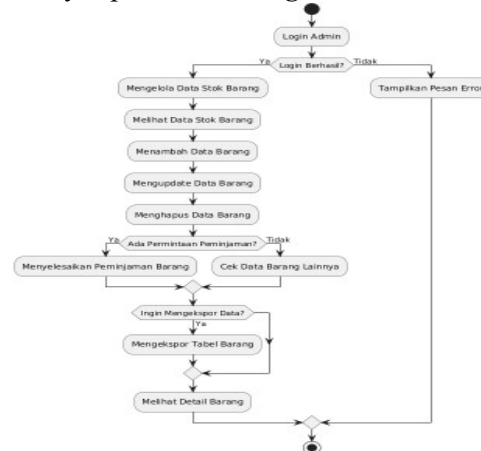 Login Admin
Ya
Login Berhasil?
Tidak
Mengelola Data Stok Barang
Tampilkan Pesan Error
Melihat Data Stok Barang
Menambah Data Barang
Mengupdate Data Barang
Menghapus Data Barang
Ya
Ada Permintaan Peminjaman?
Tidak
Menyelesaikan Peminjaman Barang
Cek Data Barang Lainnya
Ingin Mengekspor Data?
Ya
Mengekspor Tabel Barang
Melihat Detail Barang